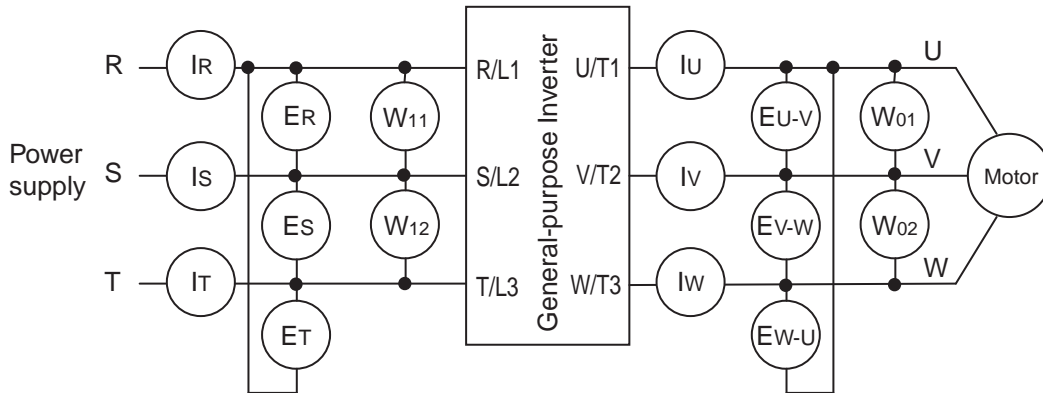 Power
supply
R
S
T
IR
IS
IT
ER
ES
ET
W11
W12
R/L1
S/L2
T/L3
General-purpose Inverter
U/T1
V/T2
W/T3
IU
IV
IW
EU-V
EV-W
EW-U
W01
W02
U
V
W
Motor